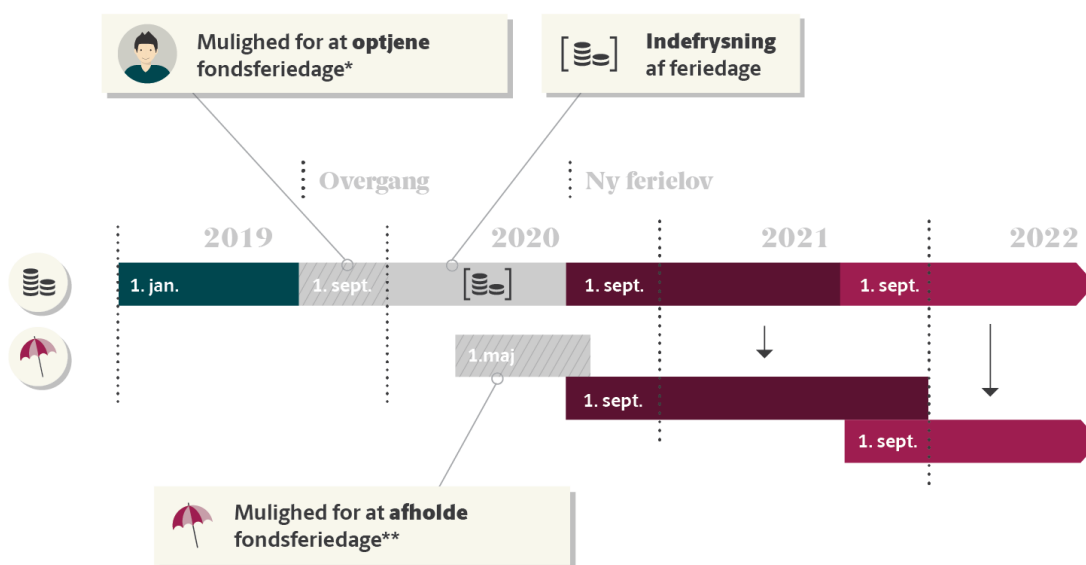 Mulighed for at optjene
fondsferiedage*
Indefrysning
af feriedage
Overgang
Ny ferielov
2019
2020
2021
2022
1. jan.
1. sept.
1. sept.
1. sept.
1.maj
1. sept.
1. sept.
Mulighed for at afholde
fondsferiedage**